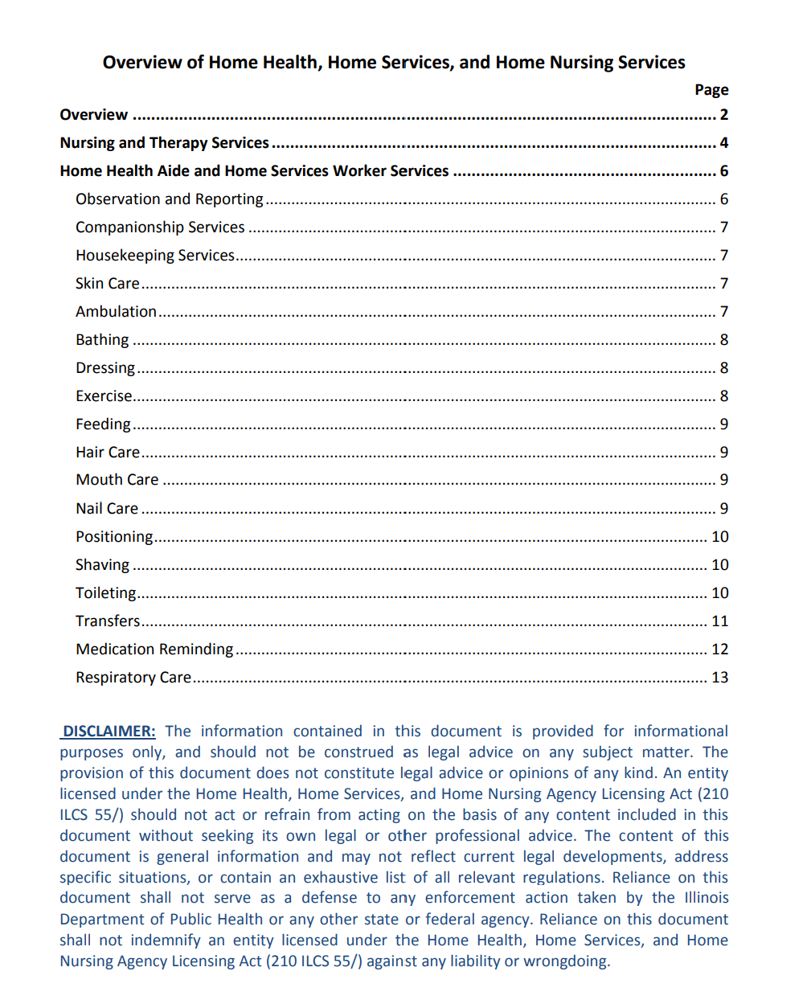 Overview of Home Health, Home Services, and Home Nursing Services
Page
Overview ................................................................................................................................ 2
Nursing and Therapy Services ................................................................................................ 4
Home Health Aide and Home Services Worker Services ......................................................... 6
Observation and Reporting ............................................................................................................ 6
Companionship Services ............................................................................................................... 7
Housekeeping Services.................................................................................................................. 7
Skin Care........................................................................................................................................ 7
Ambulation.................................................................................................................................... 7
Bathing .......................................................................................................................................... 8
Dressing......................................................................................................................................... 8
Exercise.......................................................................................................................................... 8
Feeding.......................................................................................................................................... 9
Hair Care........................................................................................................................................ 9
Mouth Care ................................................................................................................................... 9
Nail Care ........................................................................................................................................ 9
Positioning................................................................................................................................... 10
Shaving ........................................................................................................................................ 10
Toileting....................................................................................................................................... 10
Transfers...................................................................................................................................... 11
Medication Reminding ................................................................................................................ 12
Respiratory Care.......................................................................................................................... 13
DISCLAIMER: The information contained in this document is provided for informational
purposes only, and should not be construed as legal advice on any subject matter. The
provision of this document does not constitute legal advice or opinions of any kind. An entity
licensed under the Home Health, Home Services, and Home Nursing Agency Licensing Act (210
ILCS 55/) should not act or refrain from acting on the basis of any content included in this
document without seeking its own legal or other professional advice. The content of this
document is general information and may not reflect current legal developments, address
specific situations, or contain an exhaustive list of all relevant regulations. Reliance on this
document shall not serve as a defense to any enforcement action taken by the Illinois
Department of Public Health or any other state or federal agency. Reliance on this document
shall not indemnify an entity licensed under the Home Health, Home Services, and Home
Nursing Agency Licensing Act (210 ILCS 55/) against any liability or wrongdoing.